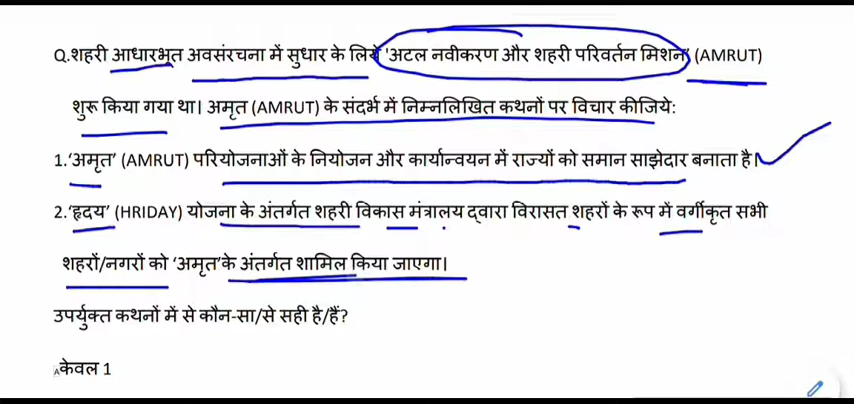 Q.शहरी आधारभूत अवसंरचना में सुधार के लिये 'अटल नवीकरण और शहरी परिवर्तन मिशन' (AMRUT)
शुरू किया गया था। अमृत (AMRUT) के संदर्भ में निम्नलिखित कथनों पर विचार कीजिये:
1.‘अमृत’ (AMRUT) परियोजनाओं के नियोजन और कार्यान्वयन में राज्यों को समान साझेदार बनाता है।
2.‘हृदय’ (HRIDAY) योजना के अंतर्गत शहरी विकास मंत्रालय द्वारा विरासत शहरों के रूप में वर्गीकृत सभी
शहरों/नगरों को ‘अमृत’के अंतर्गत शामिल किया जाएगा।
उपर्युक्त कथनों में से कौन-सा/से सही है/हैं?
Aकेवल 1